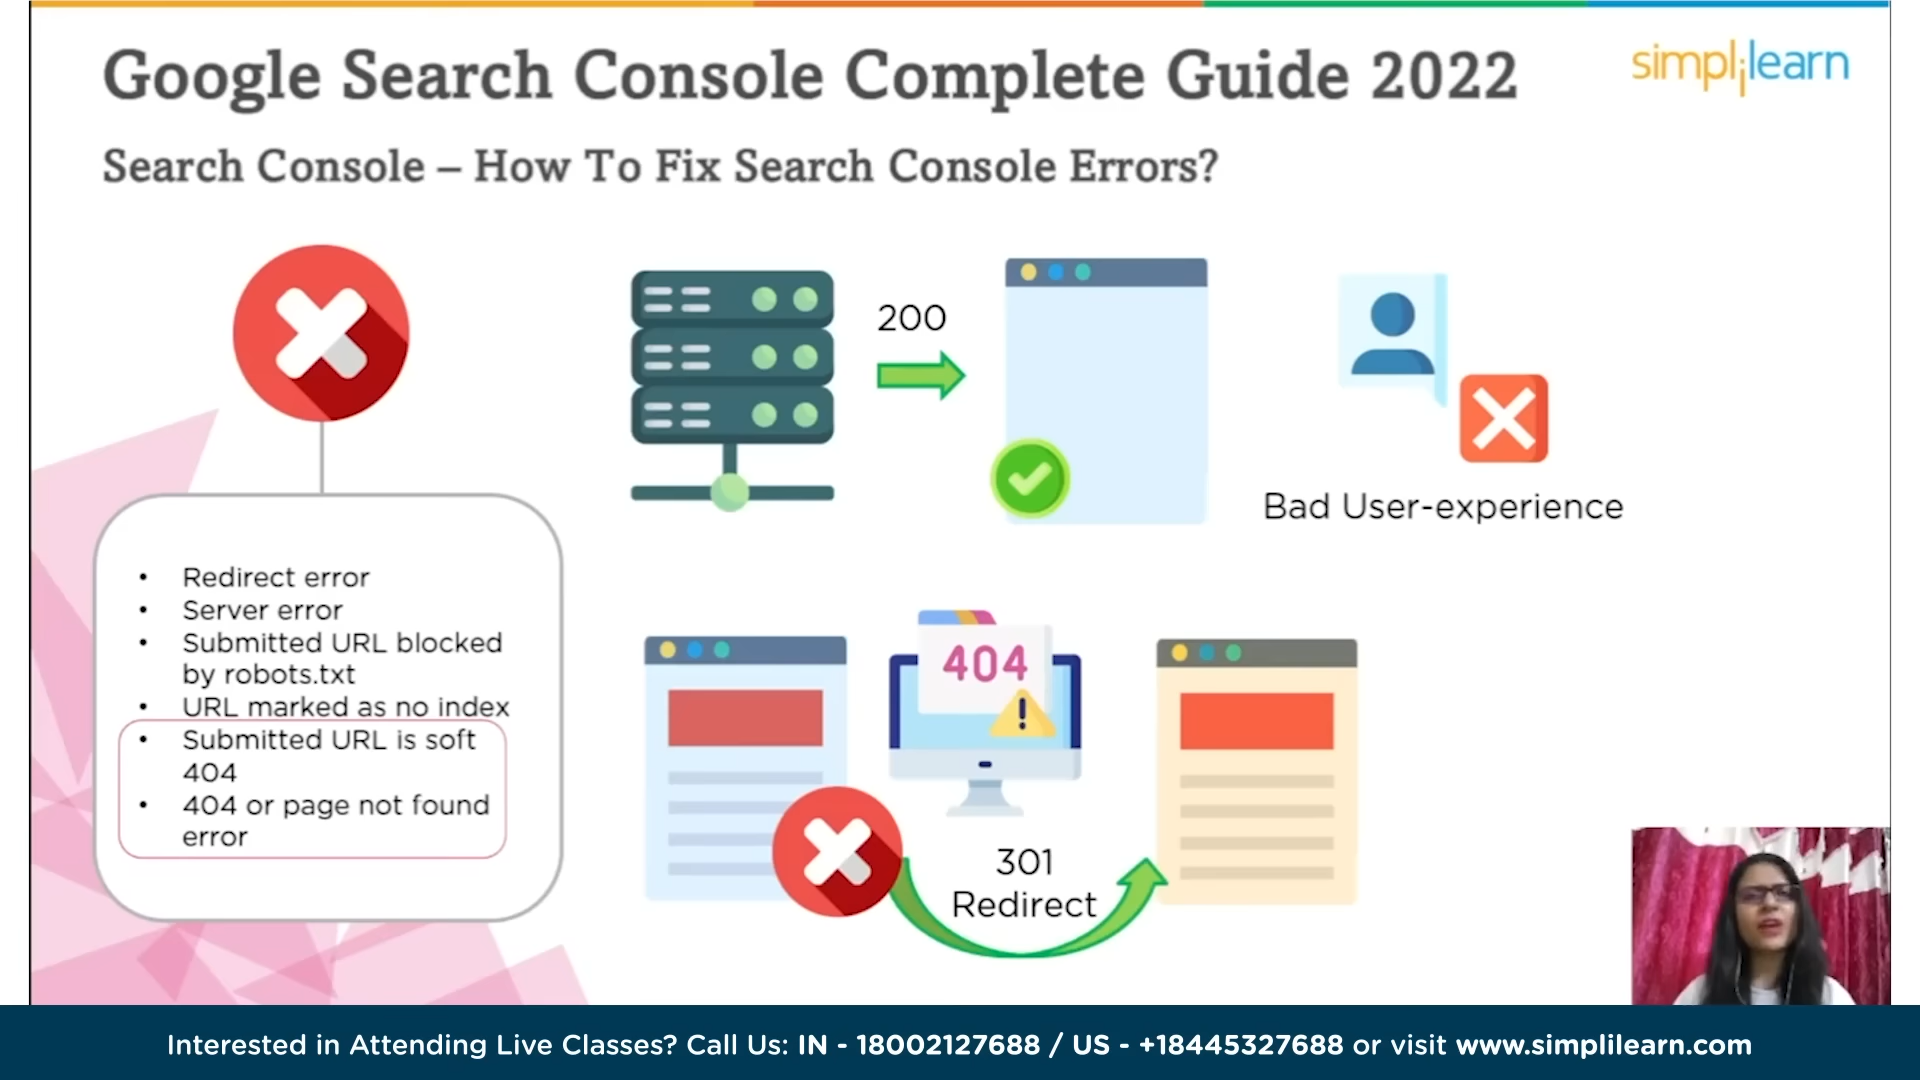 Google Search Console Complete Guide 2022
simplilearn
Search Console – How To Fix Search Console Errors?
200
Bad User-experience
• Redirect error
• Server error
• Submitted URL blocked
by robots.txt
• URL marked as no index
• Submitted URL is soft
404
• 404 or page not found
error
404
!
301
Redirect
Interested in Attending Live Classes? Call Us: IN - 18002127688 / US - +18445327688 or visit www.simplilearn.com